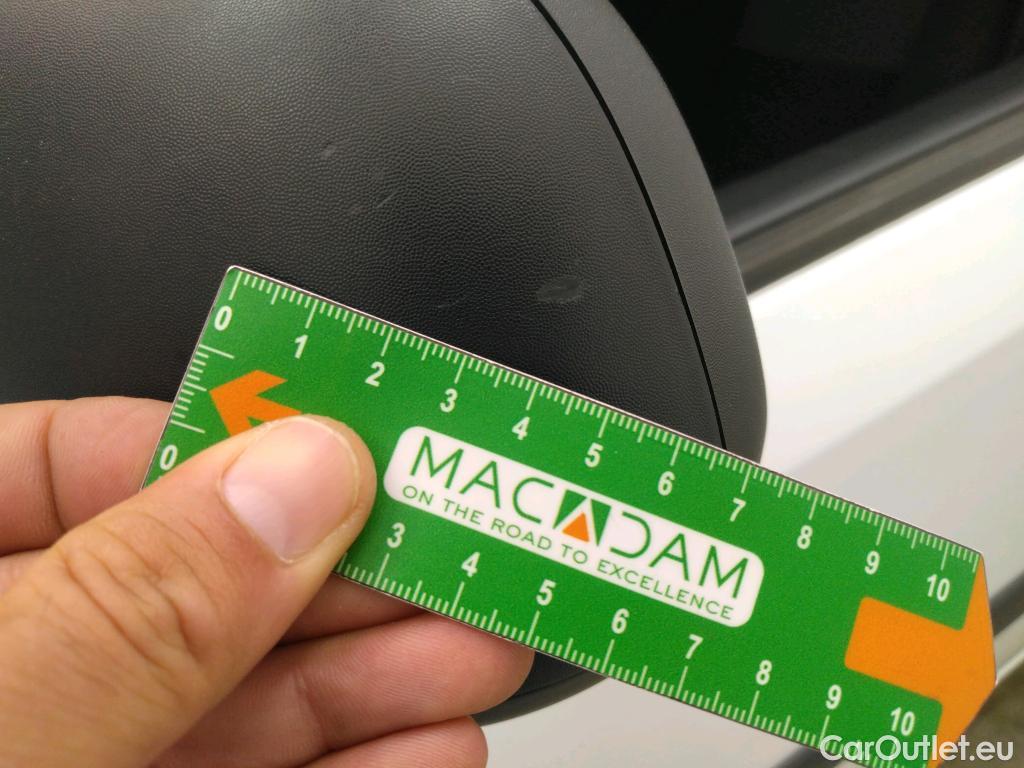 0 1 2 3 4 5 6 7 8 9 10
0
MACADAM
ON THE ROAD TO EXCELLENCE
3 4 5 6 7 8 9 10
CarOutlet.eu